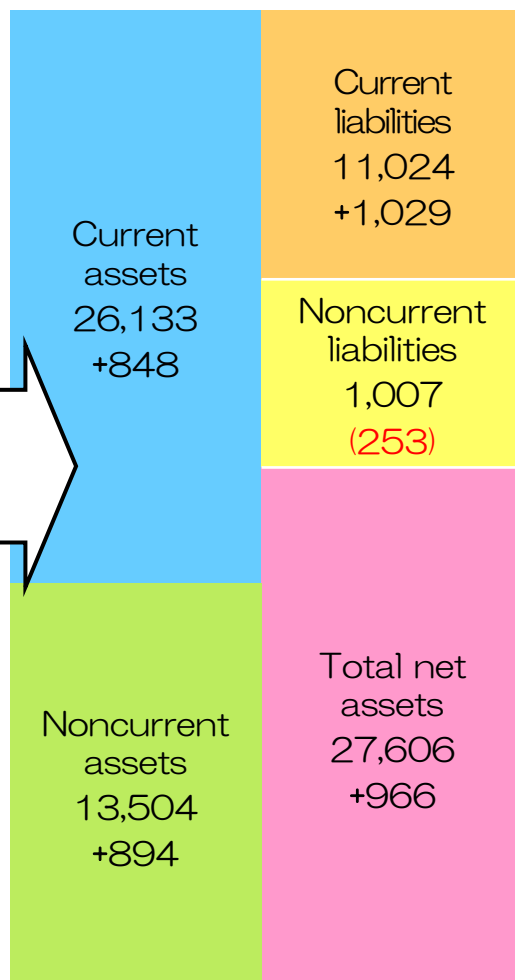 Current
assets
26,133
+848
Noncurrent
assets
13,504
+894
Current
liabilities
11,024
+1,029
Noncurrent
liabilities
1,007
(253)
Total net
assets
27,606
+966